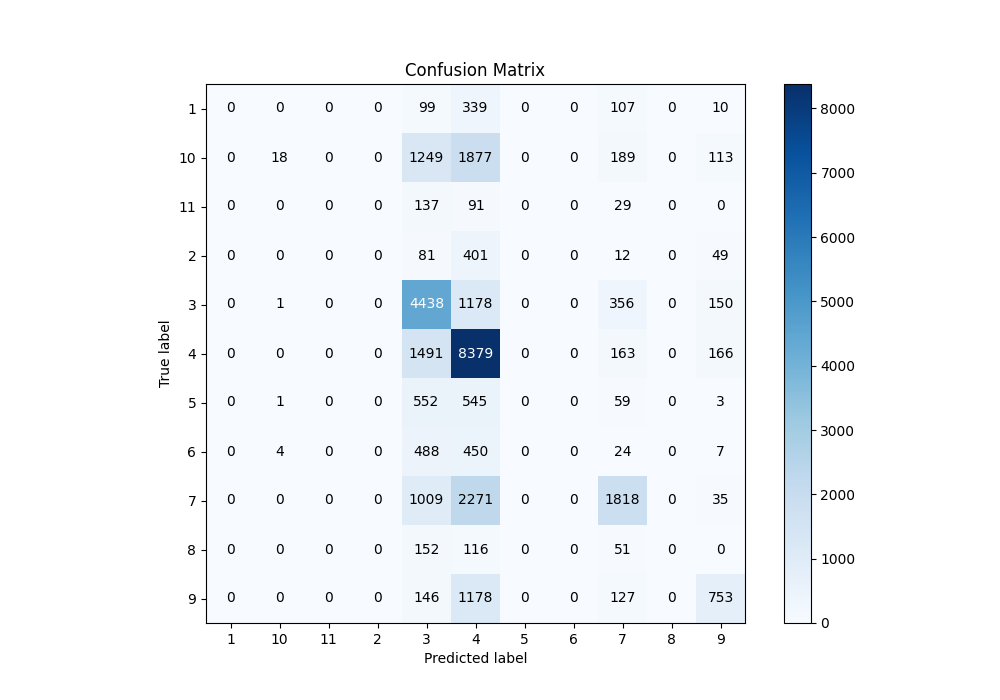 Confusion Matrix
1 0 0 0 0 99 339 0 0 107 0 10
10 0 18 0 0 1249 1877 0 0 189 0 113
11 0 0 0 0 137 91 0 0 29 0 0
2 0 0 0 0 81 401 0 0 12 0 49
3 0 1 0 0 4438 1178 0 0 356 0 150
4 0 0 0 0 1491 8379 0 0 163 0 166
5 0 1 0 0 552 545 0 0 59 0 3
6 0 4 0 0 488 450 0 0 24 0 7
7 0 0 0 0 1009 2271 0 0 1818 0 35
8 0 0 0 0 152 116 0 0 51 0 0
9 0 0 0 0 146 1178 0 0 127 0 753
1 10 11 2 3 4 5 6 7 8 9
Predicted label
True label
8000
7000
6000
5000
4000
3000
2000
1000
0